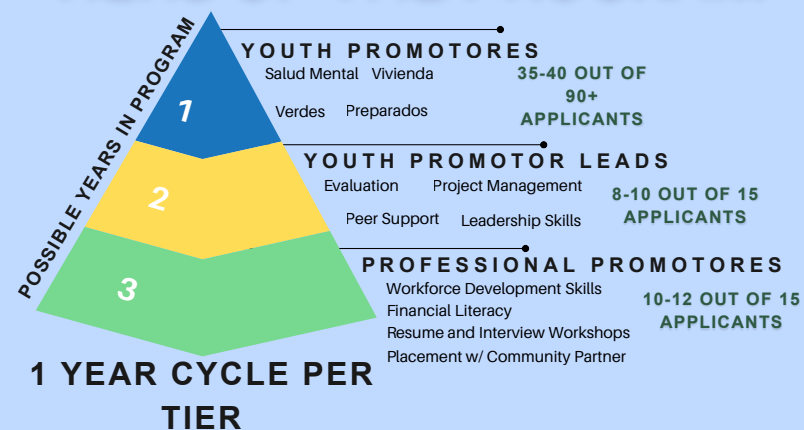 POSSIBLE YEARS IN PROGRAM
1
YOUTH PROMOTORES
Salud Mental Vivienda
Verdes Preparados
35-40 OUT OF
90+
APPLICANTS
2
YOUTH PROMOTOR LEADS
Evaluation Project Management
Peer Support Leadership Skills
8-10 OUT OF 15
APPLICANTS
3
PROFESSIONAL PROMOTORES
Workforce Development Skills
Financial Literacy
Resume and Interview Workshops
Placement w/ Community Partner
10-12 OUT OF 15
APPLICANTS
1 YEAR CYCLE PER
TIER